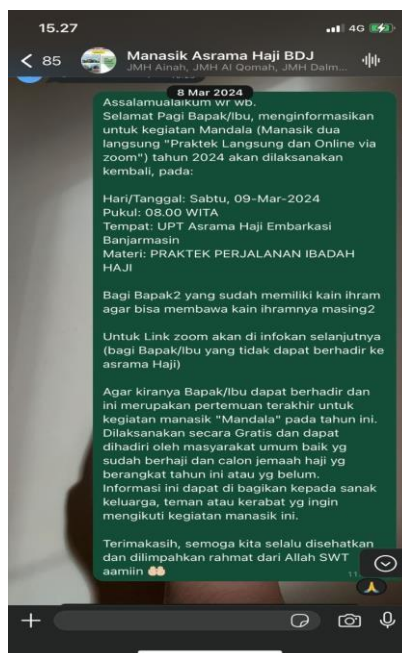 15.27
4G
85
Manasik Asrama Haji BDJ
JMH Ainah, JMH Al Qomah, JMH Dalm...
8 Mar 2024
Assalamualaikum wr wb.
Selamat Pagi Bapak/Ibu, menginformasikan
untuk kegiatan Mandala (Manasik dua
langsung "Praktek Langsung dan Online via
zoom") tahun 2024 akan dilaksanakan
kembali, pada:
Hari/Tanggal: Sabtu, 09-Mar-2024
Pukul: 08.00 WITA
Tempat: UPT Asrama Haji Embarkasi
Banjarmasin
Materi: PRAKTEK PERJALANAN IBADAH
HAJI
Bagi Bapak2 yang sudah memiliki kain ihram
agar bisa membawa kain ihramnya masing2
Untuk Link zoom akan di infokan selanjutnya
(bagi Bapak/Ibu yang tidak dapat berhadir ke
asrama Haji)
Agar kiranya Bapak/Ibu dapat berhadir dan
ini merupakan pertemuan terakhir untuk
kegiatan manasik "Mandala" pada tahun ini.
Dilaksanakan secara Gratis dan dapat
dihadiri oleh masyarakat umum baik yg
sudah berhaji dan calon jemaah haji yg
berangkat tahun ini atau yg belum.
Informasi ini dapat di bagikan kepada sanak
keluarga, teman atau kerabat yg ingin
mengikuti kegiatan manasik ini.
Terimakasih, semoga kita selalu disehatkan
dan dilimpahkan rahmat dari Allah SWT
aamiin 🤲🏻